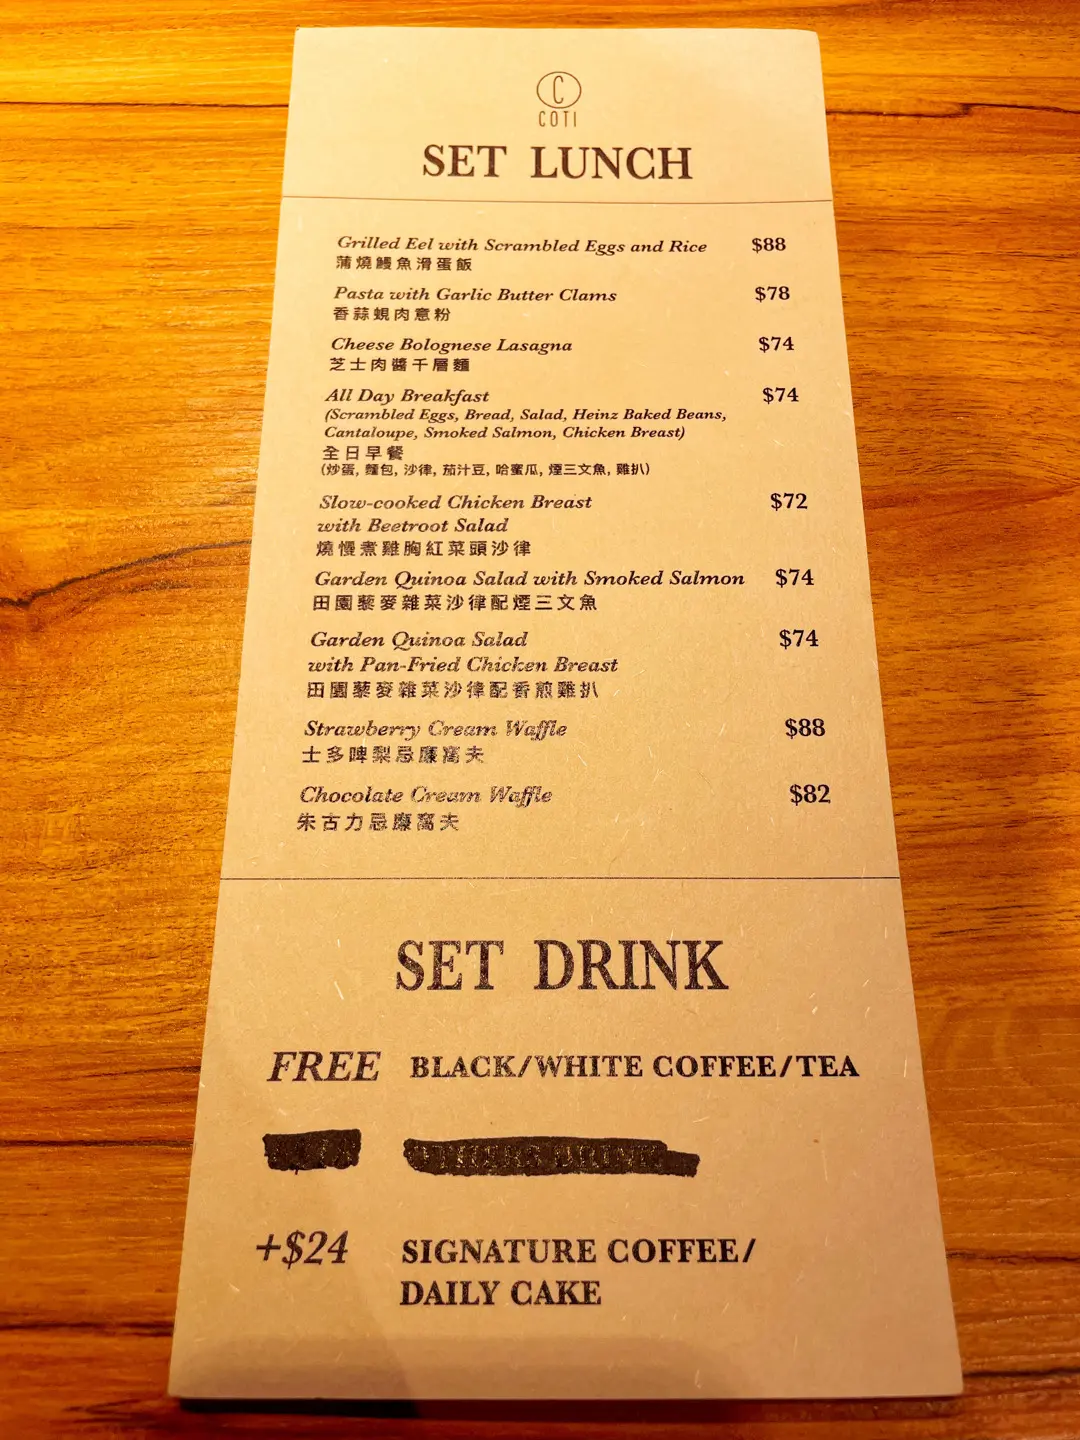 C
COTI
SET LUNCH
Grilled Eel with Scrambled Eggs and Rice $88
蒲燒鰻魚滑蛋飯
Pasta with Garlic Butter Clams $78
香蒜蜆肉意粉
Cheese Bolognese Lasagna $74
芝士肉醬千層麵
All Day Breakfast $74
(Scrambled Eggs, Bread, Salad, Heinz Baked Beans,
Cantaloupe, Smoked Salmon, Chicken Breast)
全日早餐
(炒蛋, 麵包, 沙律, 茄汁豆, 哈蜜瓜, 煙三文魚, 雞扒)
Slow-cooked Chicken Breast $72
with Beetroot Salad
燒慢煮雞胸紅菜頭沙律
Garden Quinoa Salad with Smoked Salmon $74
田園藜麥雜菜沙律配煙三文魚
Garden Quinoa Salad $74
with Pan-Fried Chicken Breast
田園藜麥雜菜沙律配香煎雞扒
Strawberry Cream Waffle $88
士多啤梨忌廉窩夫
Chocolate Cream Waffle $82
朱古力忌廉窩夫
SET DRINK
FREE BLACK/WHITE COFFEE/TEA
+$24 SIGNATURE COFFEE/
DAILY CAKE